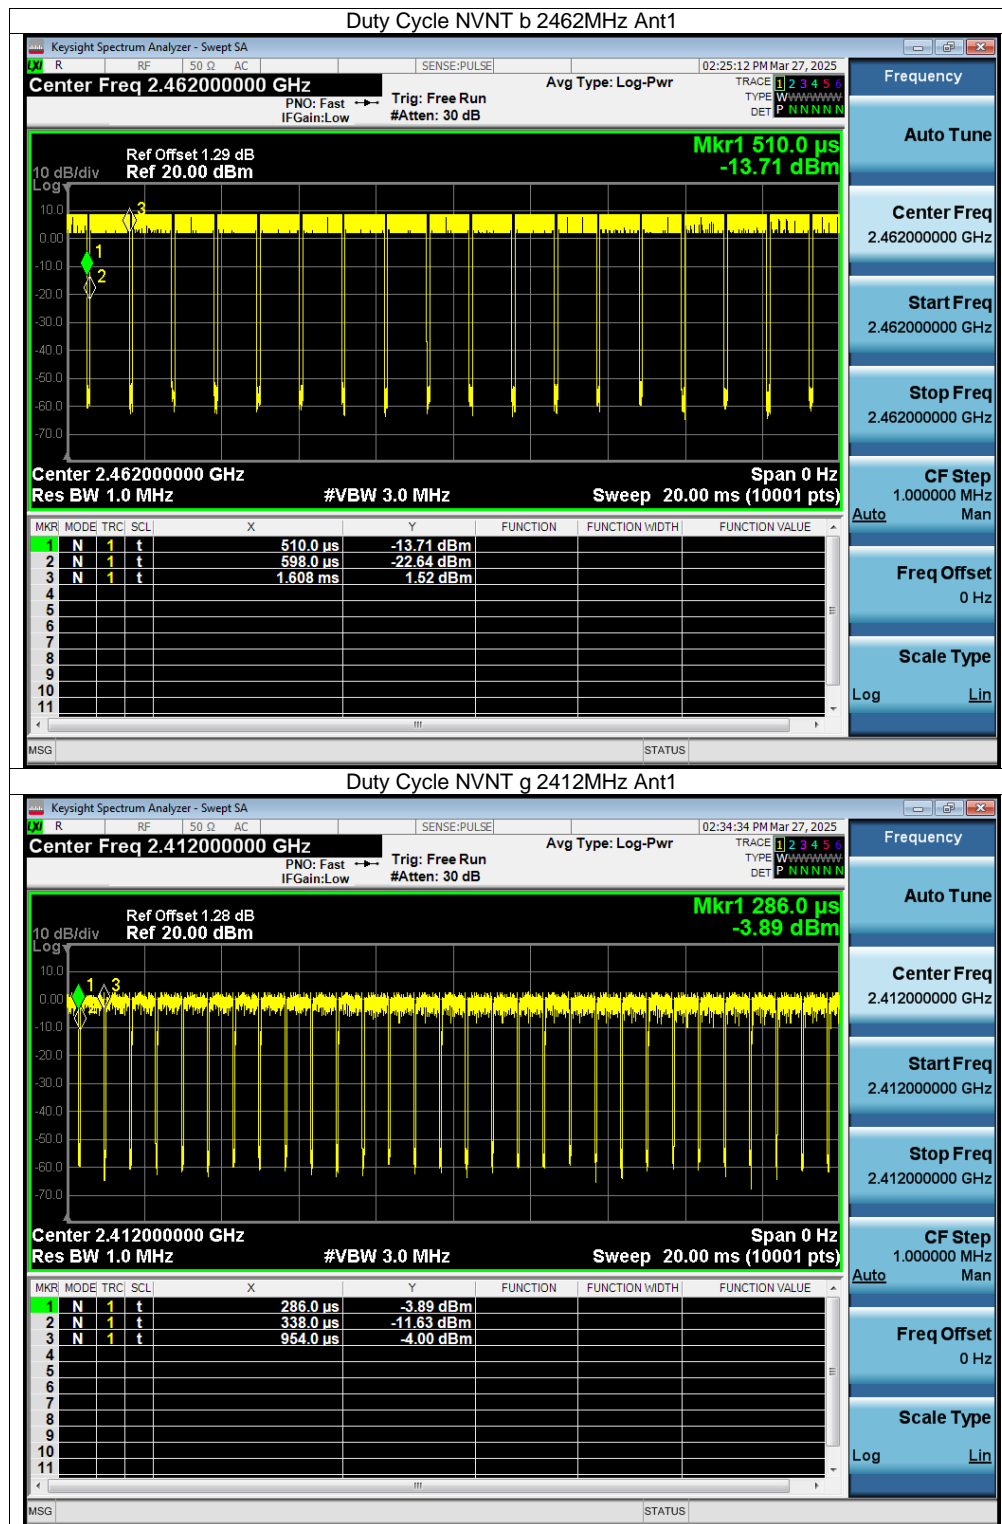 Duty Cycle NVNT b 2462MHz Ant1
Keysight Spectrum Analyzer - Swept SA
LXI R RF 50 Ω AC SENSE:PULSE 02:25:12 PM Mar 27, 2025
Center Freq 2.462000000 GHz
PNO: Fast
IFGain:Low
Trig: Free Run
#Atten: 30 dB
Avg Type: Log-Pwr
TRACE 1 2 3 4 5 6
TYPE WWWWWW
DET P N N N N N
Mkr1 510.0 µs
-13.71 dBm
Ref Offset 1.29 dB
10 dB/div Ref 20.00 dBm
Log
10.0
0.00
-10.0
-20.0
-30.0
-40.0
-50.0
-60.0
-70.0
1
2
3
Center 2.462000000 GHz Span 0 Hz
Res BW 1.0 MHz #VBW 3.0 MHz Sweep 20.00 ms (10001 pts)
MKR MODE TRC SCL X Y FUNCTION FUNCTION WIDTH FUNCTION VALUE
1 N 1 t 510.0 µs -13.71 dBm
2 N 1 t 598.0 µs -22.64 dBm
3 N 1 t 1.608 ms 1.52 dBm
4
5
6
7
8
9
10
11
MSG STATUS
Frequency
Auto Tune
Center Freq
2.462000000 GHz
Start Freq
2.462000000 GHz
Stop Freq
2.462000000 GHz
CF Step
1.000000 MHz
Auto Man
Freq Offset
0 Hz
Scale Type
Log Lin
Duty Cycle NVNT g 2412MHz Ant1
Keysight Spectrum Analyzer - Swept SA
LXI R RF 50 Ω AC SENSE:PULSE 02:34:34 PM Mar 27, 2025
Center Freq 2.412000000 GHz
PNO: Fast
IFGain:Low
Trig: Free Run
#Atten: 30 dB
Avg Type: Log-Pwr
TRACE 1 2 3 4 5 6
TYPE WWWWWW
DET P N N N N N
Mkr1 286.0 µs
-3.89 dBm
Ref Offset 1.28 dB
10 dB/div Ref 20.00 dBm
Log
10.0
0.00
-10.0
-20.0
-30.0
-40.0
-50.0
-60.0
-70.0
1
3
Center 2.412000000 GHz Span 0 Hz
Res BW 1.0 MHz #VBW 3.0 MHz Sweep 20.00 ms (10001 pts)
MKR MODE TRC SCL X Y FUNCTION FUNCTION WIDTH FUNCTION VALUE
1 N 1 t 286.0 µs -3.89 dBm
2 N 1 t 338.0 µs -11.63 dBm
3 N 1 t 954.0 µs -4.00 dBm
4
5
6
7
8
9
10
11
MSG STATUS
Frequency
Auto Tune
Center Freq
2.412000000 GHz
Start Freq
2.412000000 GHz
Stop Freq
2.412000000 GHz
CF Step
1.000000 MHz
Auto Man
Freq Offset
0 Hz
Scale Type
Log Lin